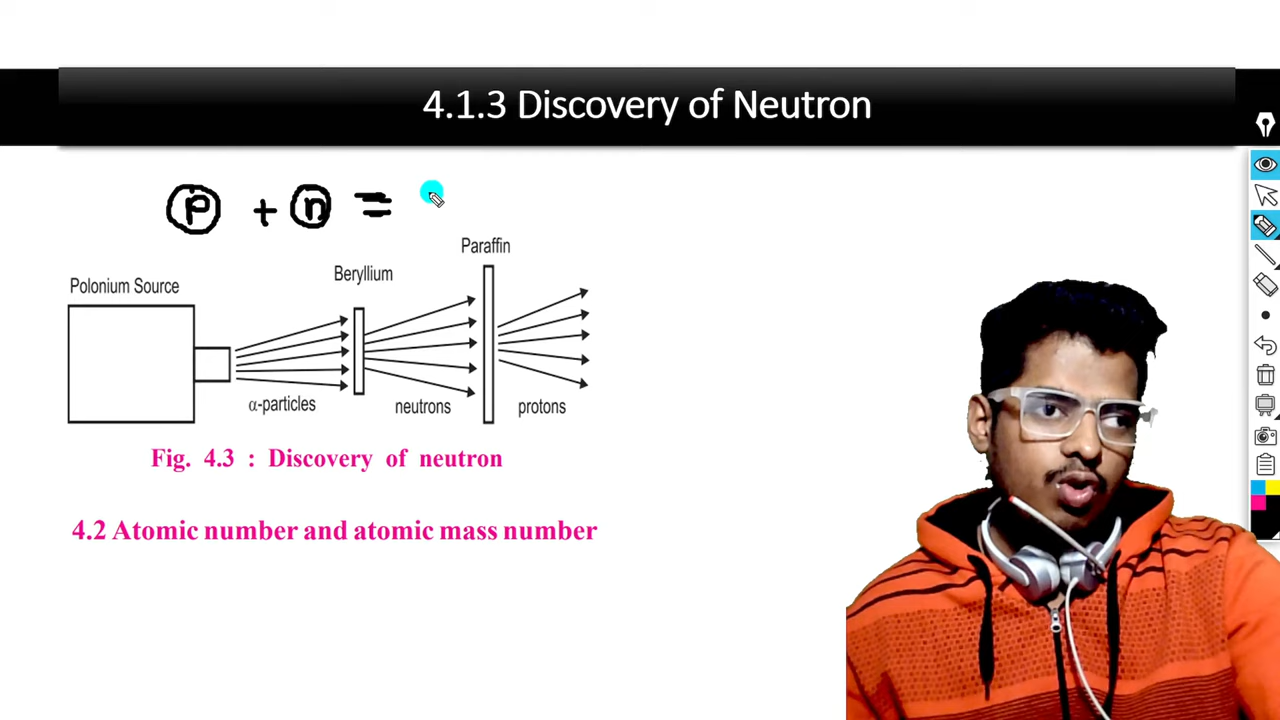 4.1.3 Discovery of Neutron
p + n =
Paraffin
Beryllium
Polonium Source
α-particles
neutrons
protons
Fig. 4.3 : Discovery of neutron
4.2 Atomic number and atomic mass number